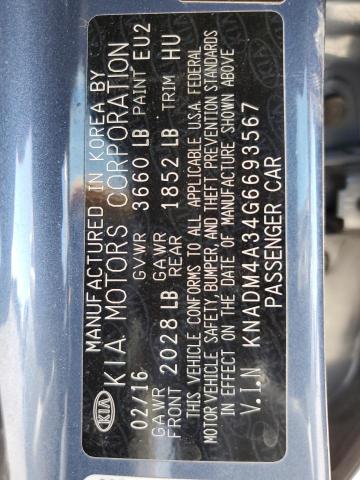 MANUFACTURED IN KOREA BY
KIA KIA MOTORS CORPORATION
02/16 GVWR 3660 LB PAINT EU2
GAWR FRONT 2028 LB GAWR REAR 1852 LB TRIM HU
THIS VEHICLE CONFORMS TO ALL APPLICABLE U.S.A. FEDERAL
MOTOR VEHICLE SAFETY, BUMPER, AND THEFT PREVENTION STANDARDS
IN EFFECT ON THE DATE OF MANUFACTURE SHOWN ABOVE
V.I.N KNADM4A34G6693567
PASSENGER CAR